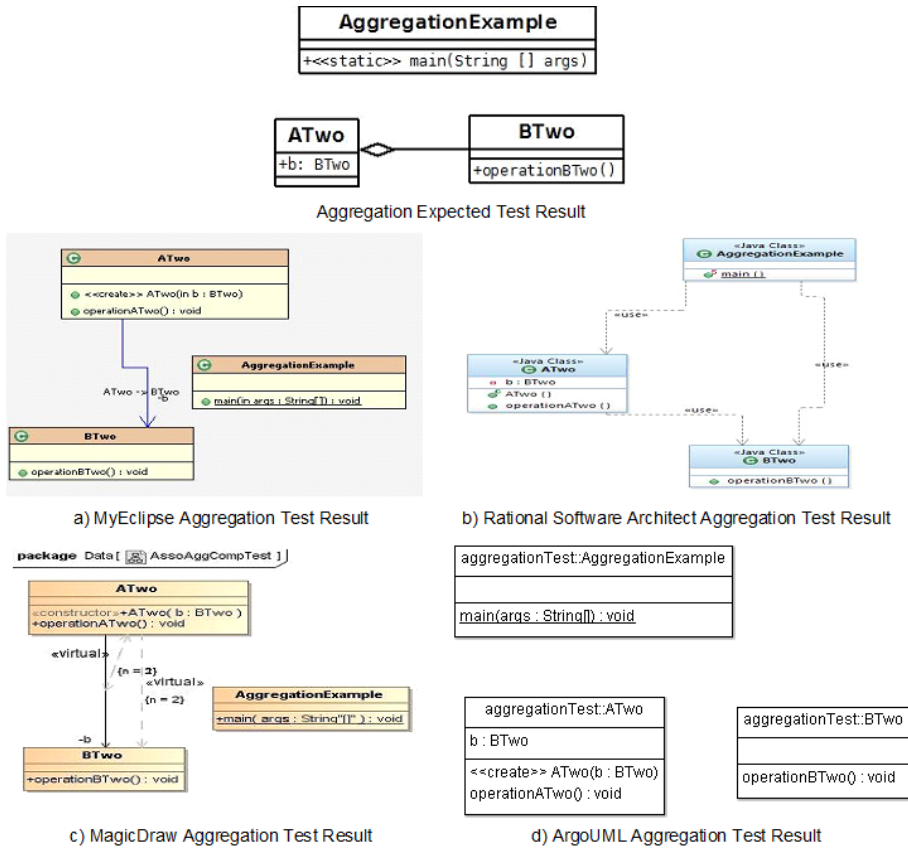 AggregationExample
+<<static>> main(String [] args)
ATwo
+b: BTwo
BTwo
+operationBTwo()
Aggregation Expected Test Result
ATwo
<<create>> ATwo(in b : BTwo)
operationATwo() : void
AggregationExample
main(in args : String[]) : void
ATwo -> BTwo
-b
BTwo
operationBTwo() : void
a) MyEclipse Aggregation Test Result
«Java Class»
AggregationExample
main ( )
«use»
«use»
«Java Class»
ATwo
b : BTwo
ATwo ( )
operationATwo ( )
«use»
«Java Class»
BTwo
operationBTwo ( )
b) Rational Software Architect Aggregation Test Result
package Data[ AssoAggCompTest ]
ATwo
«constructor»+ATwo( b : BTwo )
+operationATwo() : void
«virtual»
{n = 2}
«virtual»
{n = 2}
AggregationExample
+main( args : String"[]" ) : void
-b
BTwo
+operationBTwo() : void
c) MagicDraw Aggregation Test Result
aggregationTest::AggregationExample
main(args : String[]) : void
aggregationTest::ATwo
b : BTwo
<<create>> ATwo(b : BTwo)
operationATwo() : void
aggregationTest::BTwo
operationBTwo() : void
d) ArgoUML Aggregation Test Result